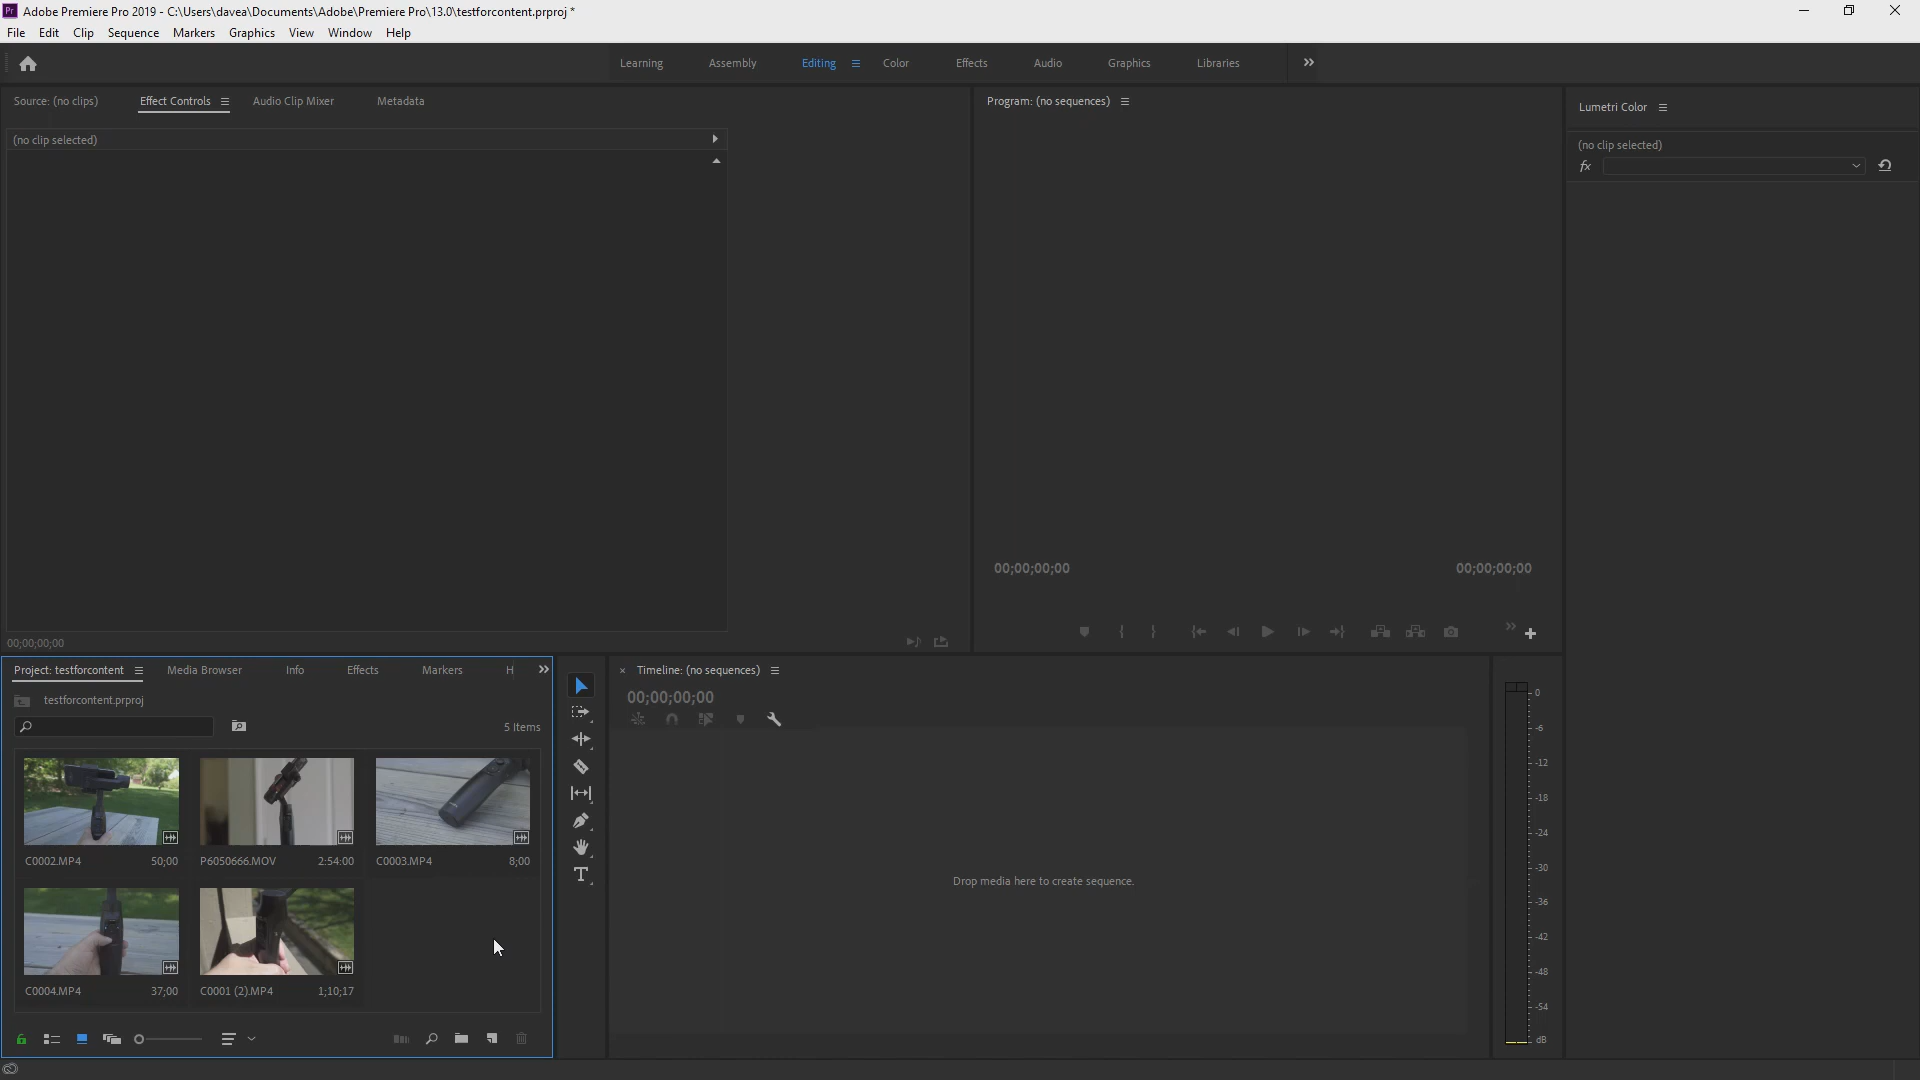 Pr Adobe Premiere Pro 2019 - C:\Users\davea\Documents\Adobe\Premiere Pro\13.0\testforcontent.prproj *
File Edit Clip Sequence Markers Graphics View Window Help
Learning Assembly Editing Color Effects Audio Graphics Libraries
Source: (no clips) Effect Controls Audio Clip Mixer Metadata
Program: (no sequences)
Lumetri Color
(no clip selected)
(no clip selected)
fx
00;00;00;00
00;00;00;00
00;00;00;00
Project: testforcontent Media Browser Info Effects Markers H
testforcontent.prproj
5 Items
C0002.MP4 50;00
P6050666.MOV 2:54:00
C0003.MP4 8;00
C0004.MP4 37;00
C0001 (2).MP4 1;10;17
T
Timeline: (no sequences)
00;00;00;00
Drop media here to create sequence.
0
-6
-12
-18
-24
-30
-36
-42
-48
-54
dB